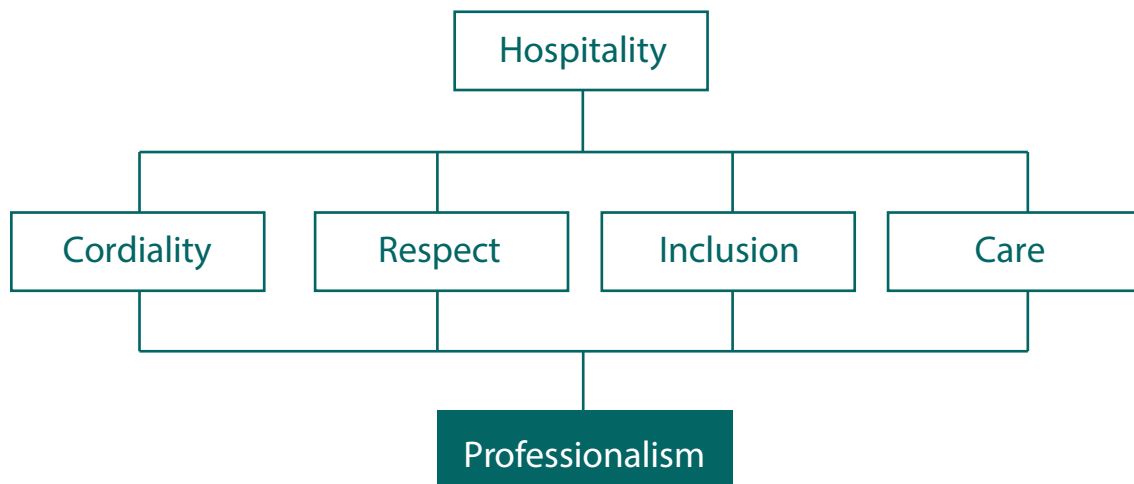 Hospitality
Cordiality
Respect
Inclusion
Care
Professionalism